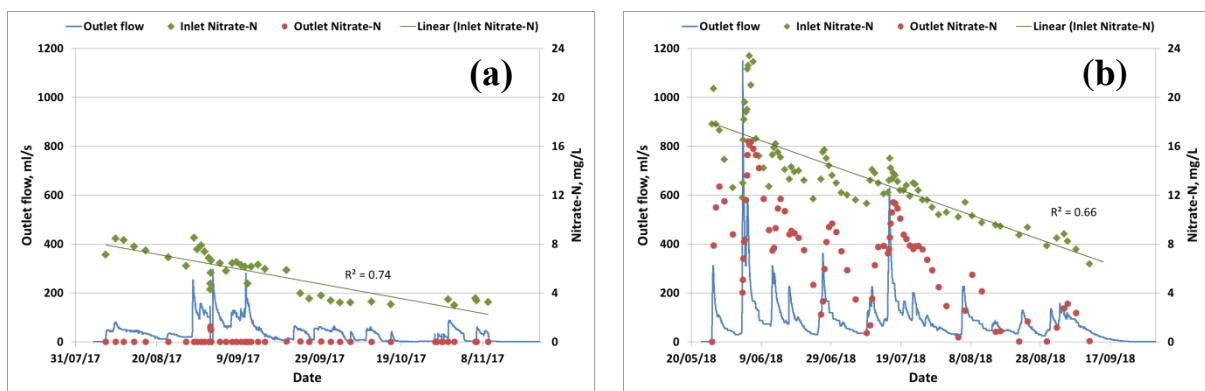 Outlet flow Inlet Nitrate-N Outlet Nitrate-N Linear (Inlet Nitrate-N)
(a)
1200 24
1000 20
800 16
600 12
400 8
200 4
0 0
R² = 0.74
Outlet flow, ml/s
Nitrate-N, mg/L
31/07/17 20/08/17 9/09/17 29/09/17 19/10/17 8/11/17
Date
Outlet flow Inlet Nitrate-N Outlet Nitrate-N Linear (Inlet Nitrate-N)
(b)
1200 24
1000 20
800 16
600 12
400 8
200 4
0 0
R² = 0.66
Outlet flow, ml/s
Nitrate-N, mg/L
20/05/18 9/06/18 29/06/18 19/07/18 8/08/18 28/08/18 17/09/18
Date